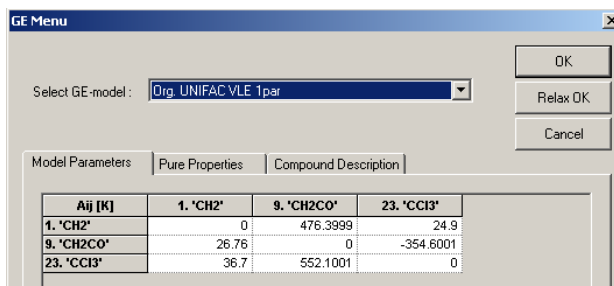 GE Menu
OK
Select GE-model : Org. UNIFAC VLE 1par
Relax OK
Cancel
Model Parameters Pure Properties Compound Description
Aij [K] 1. 'CH2' 9. 'CH2CO' 23. 'CCl3'
1. 'CH2' 0 476.3999 24.9
9. 'CH2CO' 26.76 0 -354.6001
23. 'CCl3' 36.7 552.1001 0